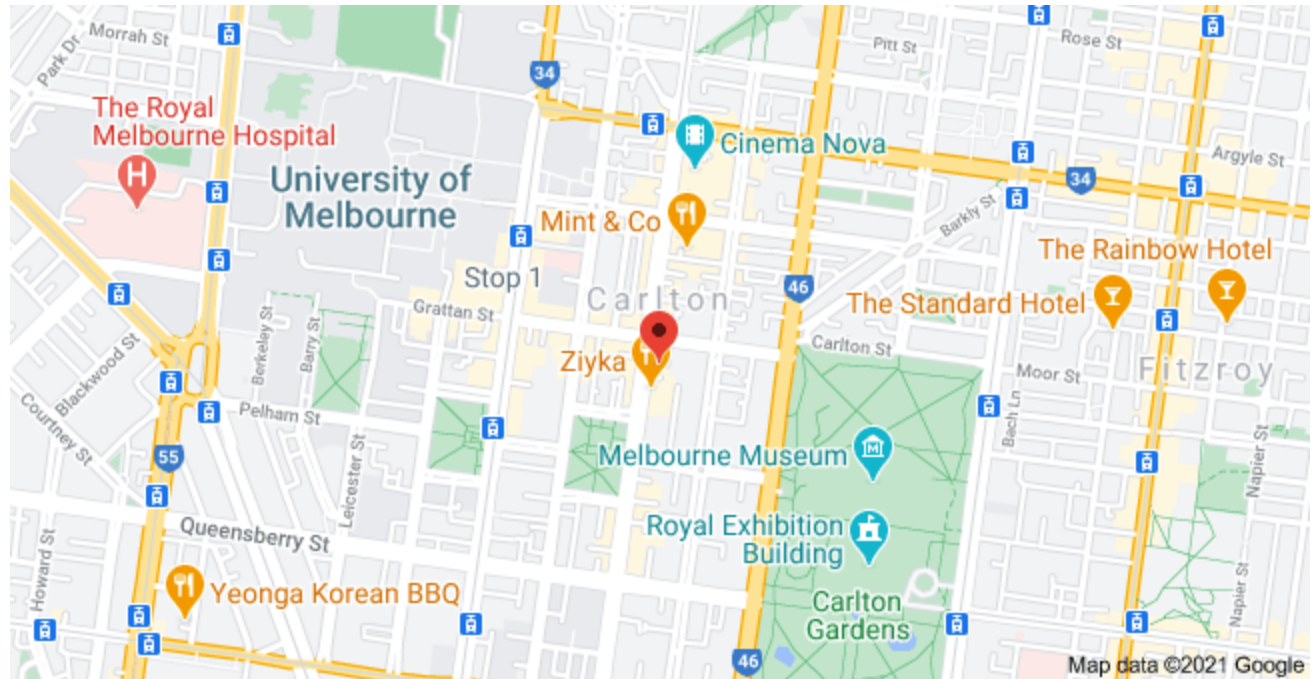 Morrah St
Park Dr
The Royal
Melbourne Hospital
H
University of
Melbourne
34
Cinema Nova
Pitt St
Rose St
Argyle St
34
Barkly St
Mint & Co
Stop 1
Carlton
46
The Rainbow Hotel
The Standard Hotel
Grattan St
Ziyka
Carlton St
Moor St
Fitzroy
Blackwood St
Berkeley St
Barry St
Courtney St
Pelham St
Bach Ln
55
Leicester St
Melbourne Museum
M
Napier St
Queensberry St
Royal Exhibition
Building
Howard St
Yeonga Korean BBQ
Carlton
Gardens
Napier St
46
Map data ©2021 Google